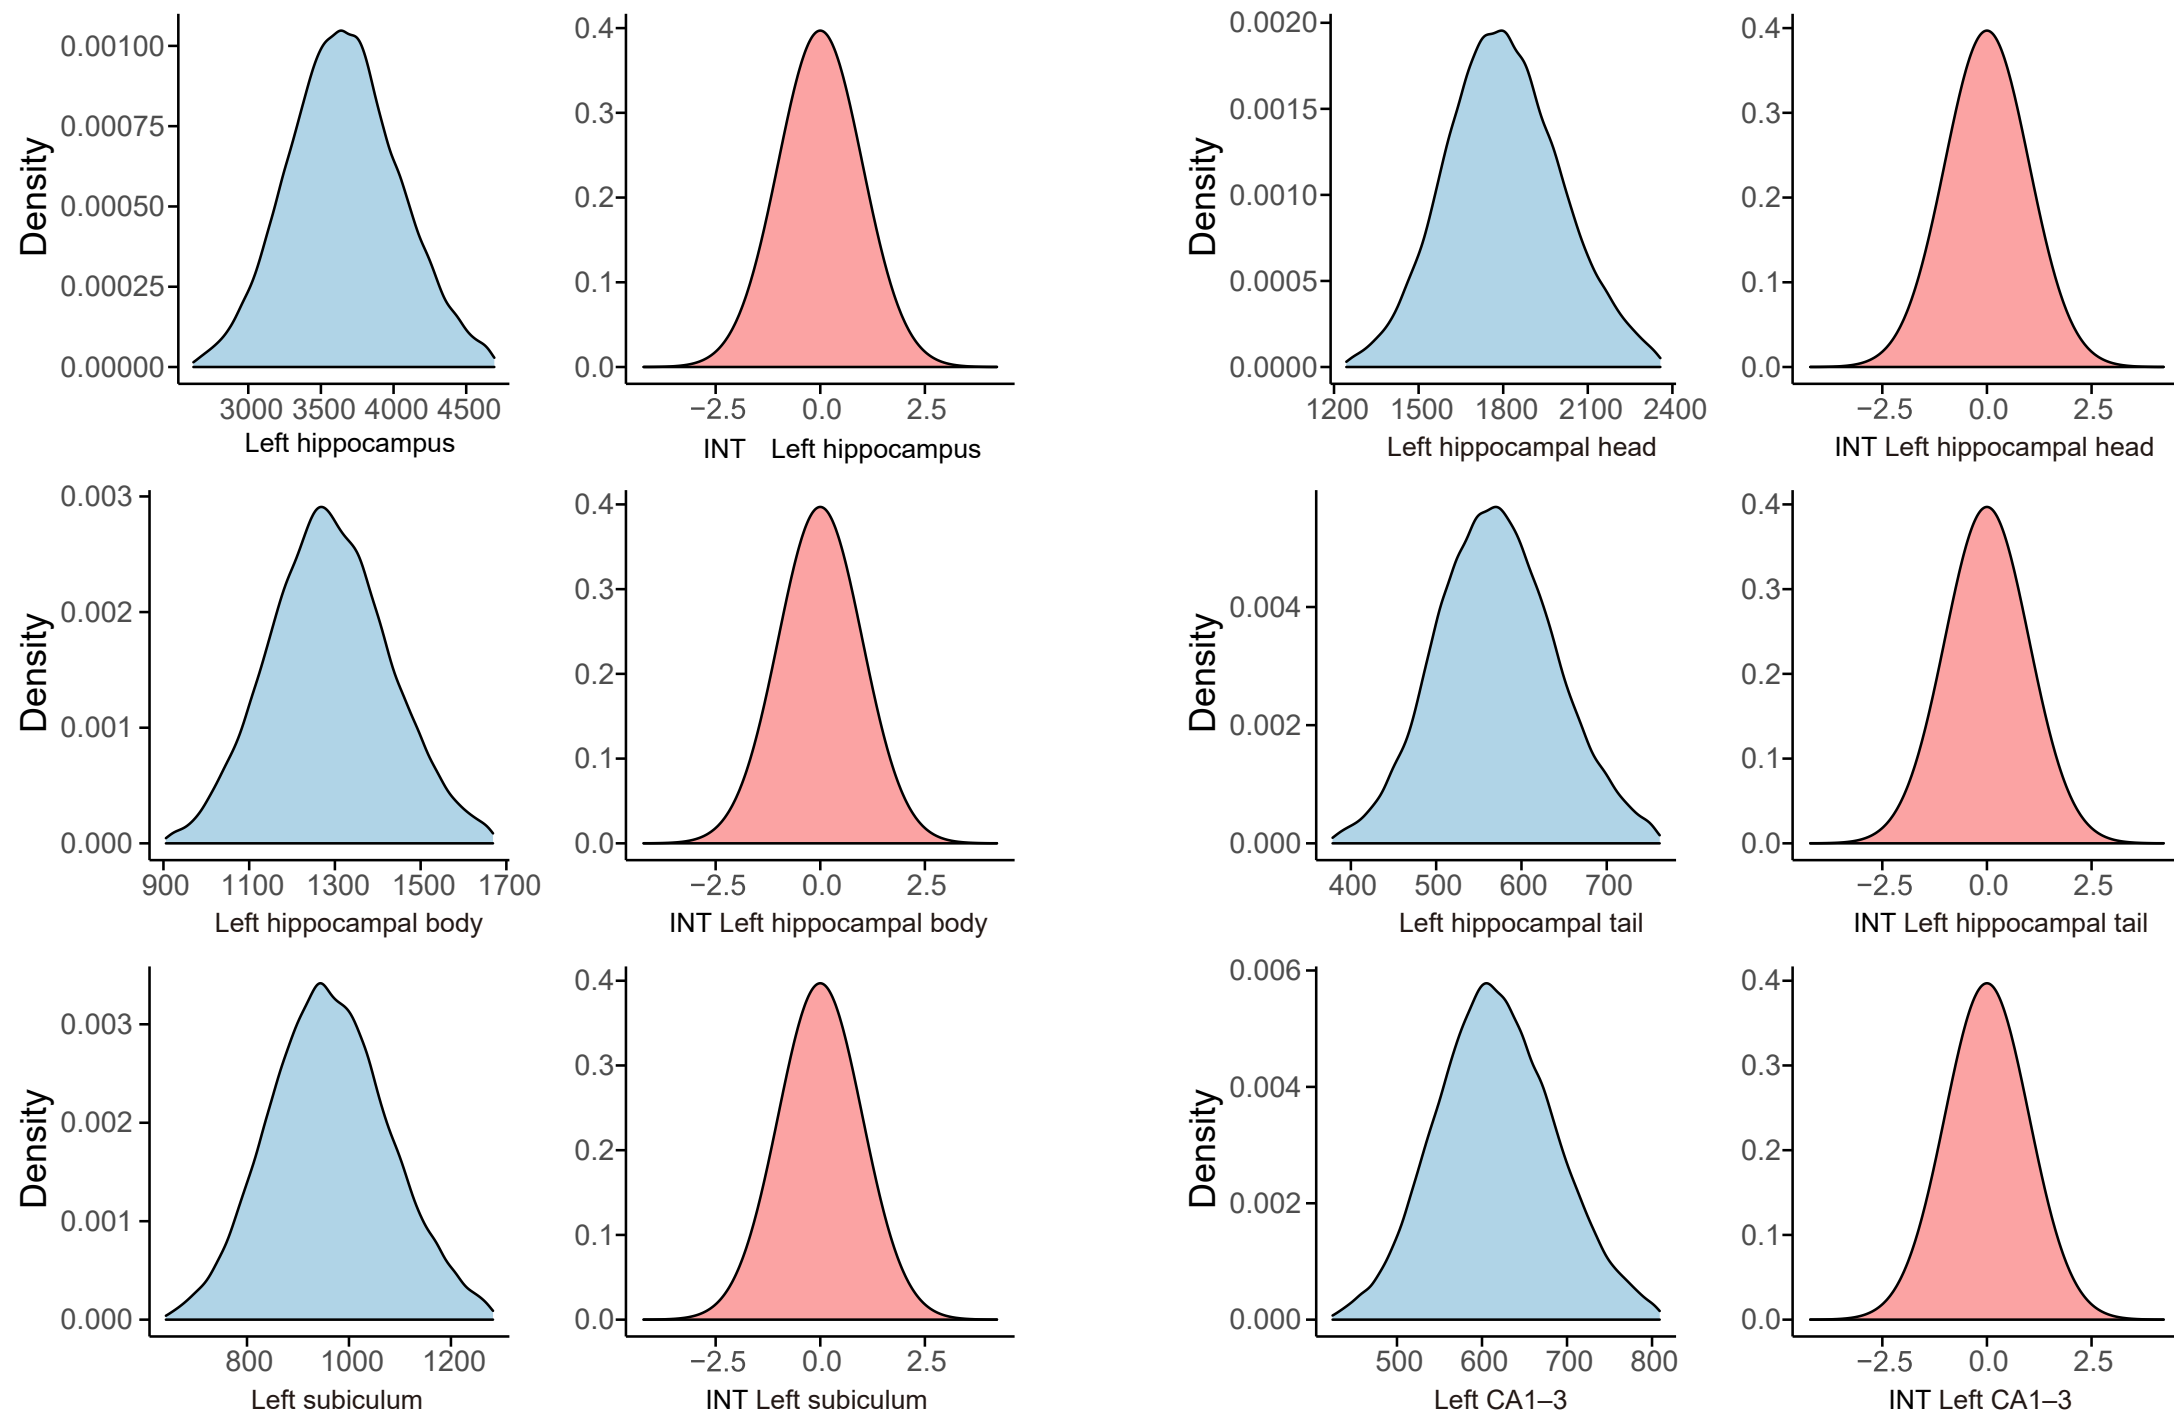 Density
0.00100
0.00075
0.00050
0.00025
0.00000
3000 3500 4000 4500
Left hippocampus
0.4
0.3
0.2
0.1
0.0
−2.5 0.0 2.5
INT Left hippocampus
Density
0.0020
0.0015
0.0010
0.0005
0.0000
1200 1500 1800 2100 2400
Left hippocampal head
0.4
0.3
0.2
0.1
0.0
−2.5 0.0 2.5
INT Left hippocampal head
Density
0.003
0.002
0.001
0.000
900 1100 1300 1500 1700
Left hippocampal body
0.4
0.3
0.2
0.1
0.0
−2.5 0.0 2.5
INT Left hippocampal body
Density
0.004
0.002
0.000
400 500 600 700
Left hippocampal tail
0.4
0.3
0.2
0.1
0.0
−2.5 0.0 2.5
INT Left hippocampal tail
Density
0.003
0.002
0.001
0.000
800 1000 1200
Left subiculum
0.4
0.3
0.2
0.1
0.0
−2.5 0.0 2.5
INT Left subiculum
Density
0.006
0.004
0.002
0.000
500 600 700 800
Left CA1–3
0.4
0.3
0.2
0.1
0.0
−2.5 0.0 2.5
INT Left CA1–3